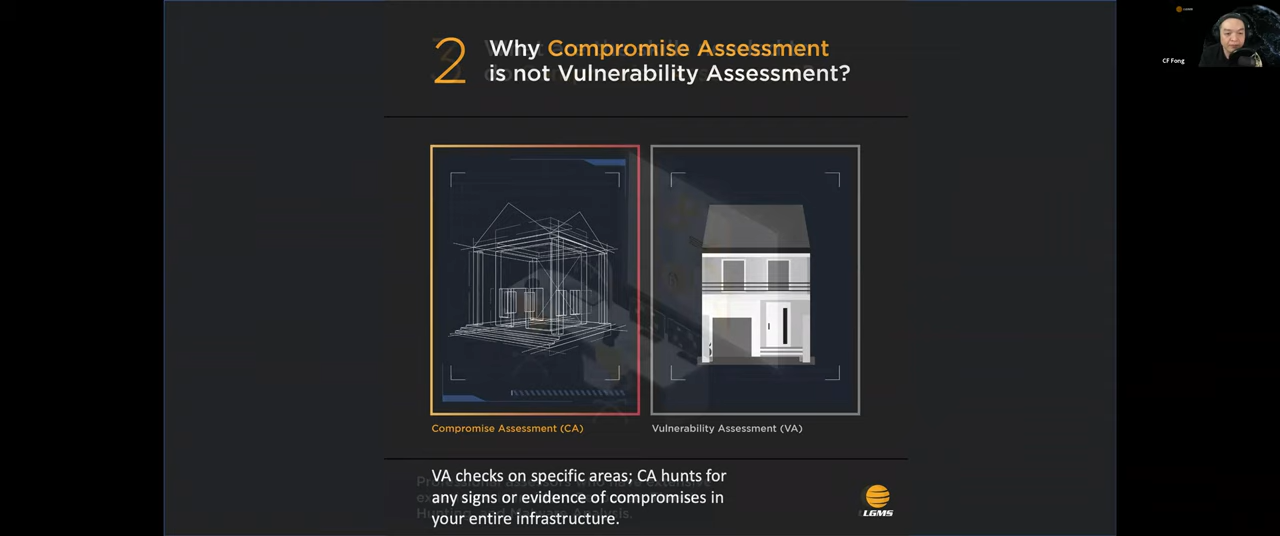 2
Why Compromise Assessment
is not Vulnerability Assessment?
CF Fong
Compromise Assessment (CA)
Vulnerability Assessment (VA)
VA checks on specific areas; CA hunts for
any signs or evidence of compromises in
your entire infrastructure.
LGMS